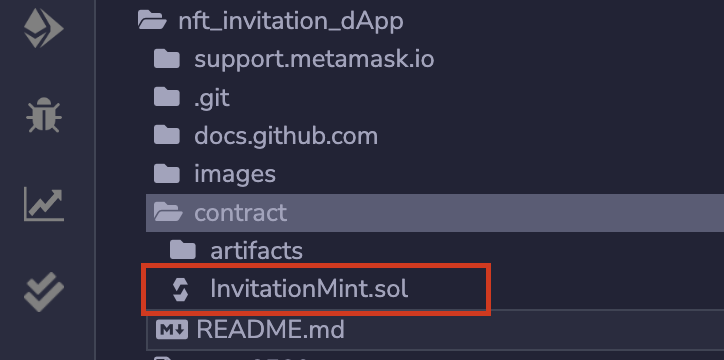 nft_invitation_dApp
support.metamask.io
.git
docs.github.com
images
contract
artifacts
InvitationMint.sol
README.md